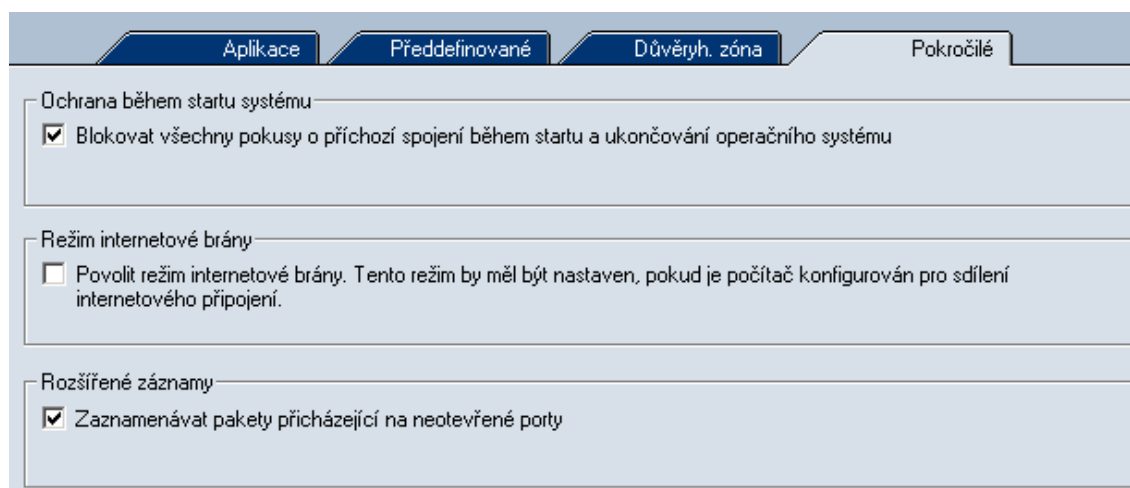 Aplikace Předdefinované Důvěryh. zóna Pokročilé
Ochrana během startu systému
Blokovat všechny pokusy o příchozí spojení během startu a ukončování operačního systému
Režim internetové brány
Povolit režim internetové brány. Tento režim by měl být nastaven, pokud je počítač konfigurován pro sdílení
internetového připojení.
Rozšířené záznamy
Zaznamenávat pakety přicházející na neotevřené porty